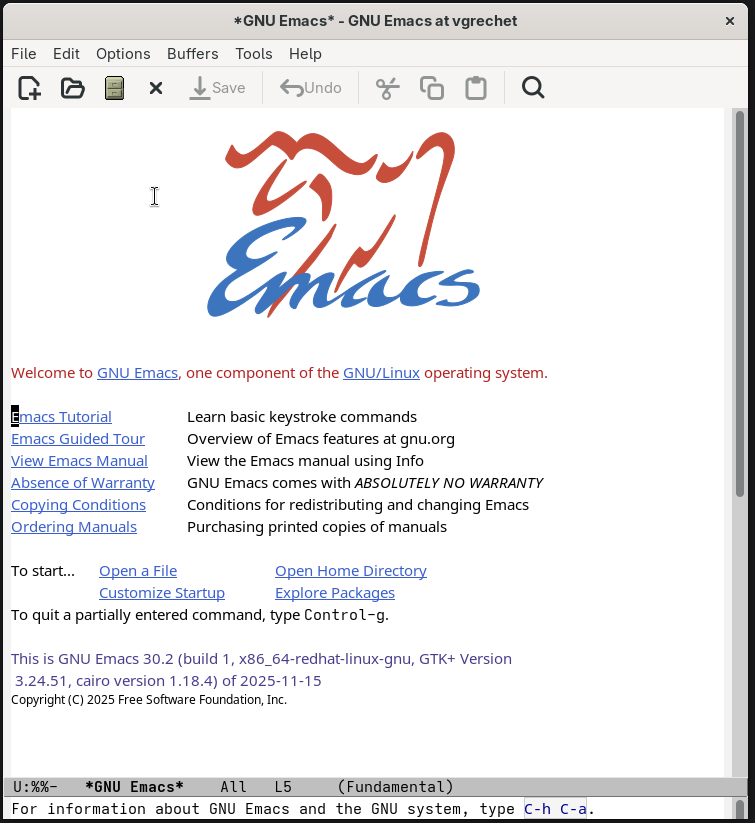 *GNU Emacs* - GNU Emacs at vgrechet
File Edit Options Buffers Tools Help
Save Undo
Emacs
Welcome to GNU Emacs, one component of the GNU/Linux operating system.
Emacs Tutorial Learn basic keystroke commands
Emacs Guided Tour Overview of Emacs features at gnu.org
View Emacs Manual View the Emacs manual using Info
Absence of Warranty GNU Emacs comes with ABSOLUTELY NO WARRANTY
Copying Conditions Conditions for redistributing and changing Emacs
Ordering Manuals Purchasing printed copies of manuals
To start... Open a File Open Home Directory
Customize Startup Explore Packages
To quit a partially entered command, type Control-g.
This is GNU Emacs 30.2 (build 1, x86_64-redhat-linux-gnu, GTK+ Version
3.24.51, cairo version 1.18.4) of 2025-11-15
Copyright (C) 2025 Free Software Foundation, Inc.
U:%%- *GNU Emacs* All L5 (Fundamental)
For information about GNU Emacs and the GNU system, type C-h C-a.